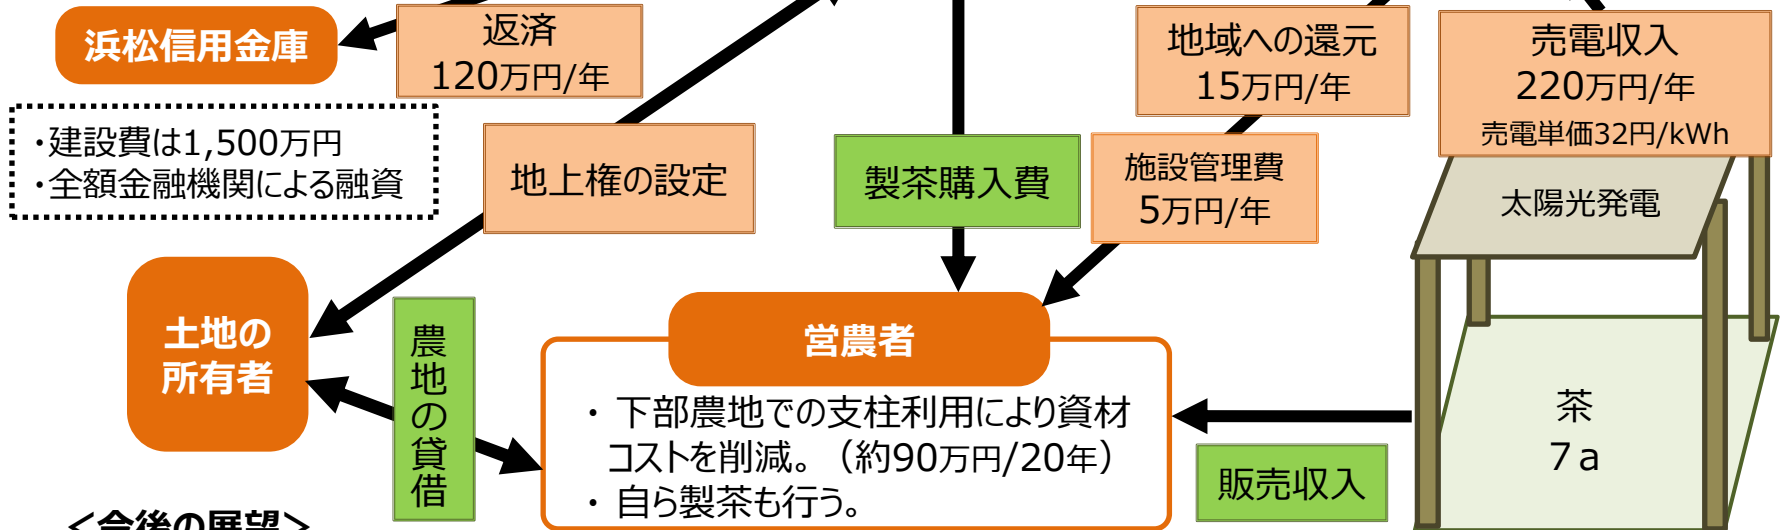 浜松信用金庫
返済
120万円/年
地域への還元
15万円/年
売電収入
220万円/年
売電単価32円/kWh
・建設費は1,500万円
・全額金融機関による融資
地上権の設定
製茶購入費
施設管理費
5万円/年
太陽光発電
土地の
所有者
農地の貸借
営農者
・ 下部農地での支柱利用により資材
コストを削減。（約90万円/20年）
・ 自ら製茶も行う。
販売収入
茶
７a
＜今後の展望＞